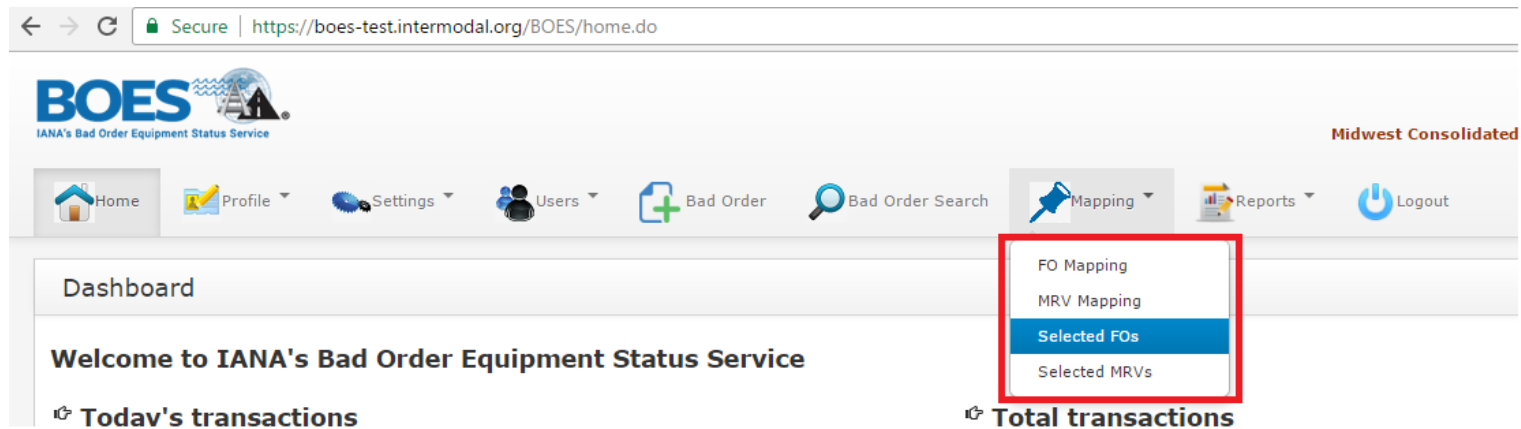 Secure | https://boes-test.intermodal.org/BOES/home.do
BOES
IANA's Bad Order Equipment Status Service
Midwest Consolidated
Home Profile Settings Users Bad Order Bad Order Search Mapping Reports Logout
FO Mapping
MRV Mapping
Selected FOs
Selected MRVs
Dashboard
Welcome to IANA's Bad Order Equipment Status Service
Today's transactions
Total transactions